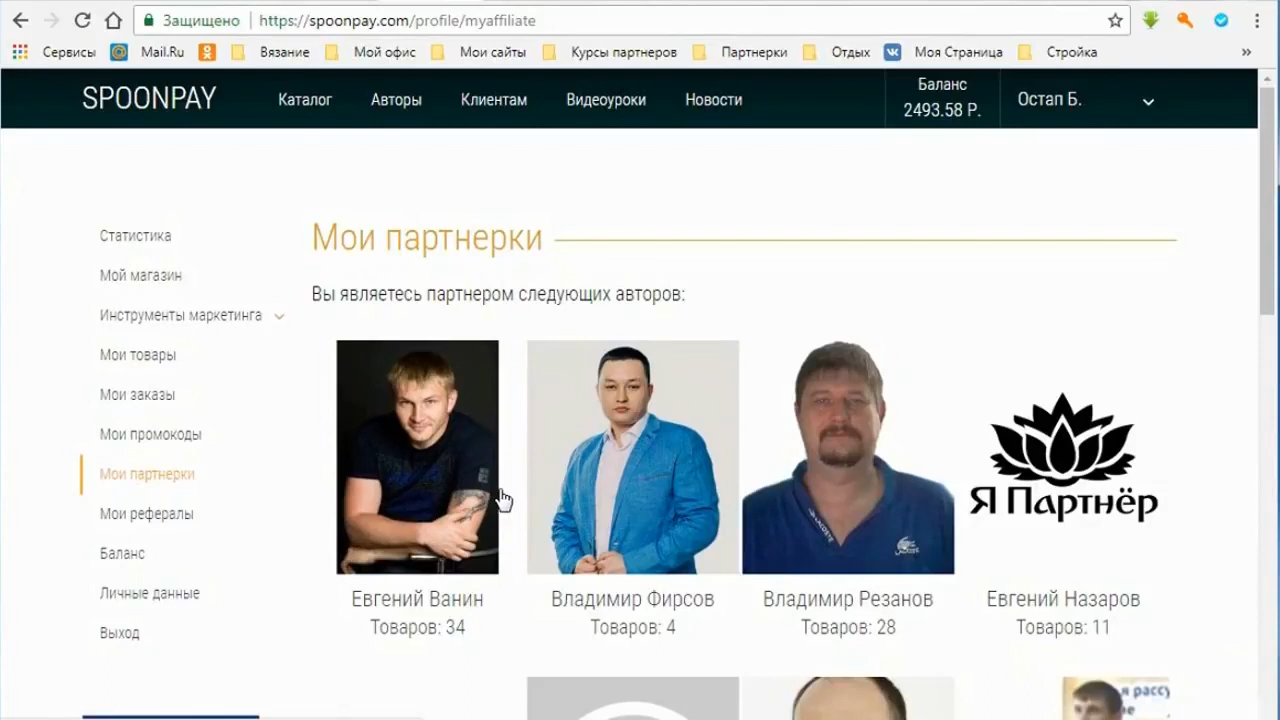 Защищено https://spoonpay.com/profile/myaffiliate
Сервисы Mail.Ru Вязание Мой офис Мои сайты Курсы партнеров Партнерки Отдых Моя Страница Стройка »
SPOONPAY Каталог Авторы Клиентам Видеоуроки Новости
Баланс
2493.58 Р.
Остап Б.
Статистика
Мой магазин
Инструменты маркетинга
Мои товары
Мои заказы
Мои промокоды
Мои партнерки
Мои рефералы
Баланс
Личные данные
Выход
Мои партнерки
Вы являетесь партнером следующих авторов:
Я Партнёр
Евгений Ванин
Товаров: 34
Владимир Фирсов
Товаров: 4
Владимир Резанов
Товаров: 28
Евгений Назаров
Товаров: 11